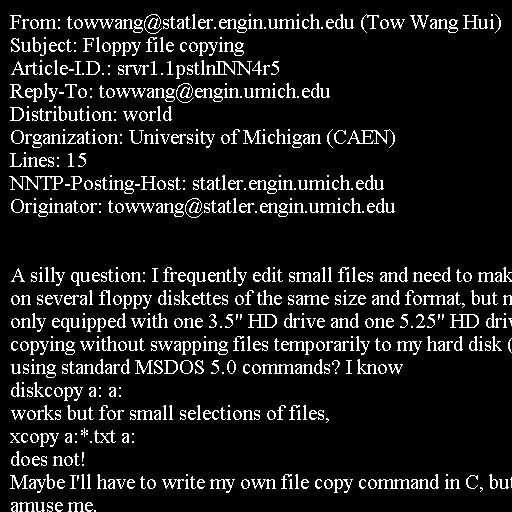 From: towwang@statler.engin.umich.edu (Tow Wang Hui)
Subject: Floppy file copying
Article-I.D.: srvr1.1pstlnINN4r5
Reply-To: towwang@engin.umich.edu
Distribution: world
Organization: University of Michigan (CAEN)
Lines: 15
NNTP-Posting-Host: statler.engin.umich.edu
Originator: towwang@statler.engin.umich.edu
A silly question: I frequently edit small files and need to mak
on several floppy diskettes of the same size and format, but
only equipped with one 3.5" HD drive and one 5.25" HD
copying without swapping files temporarily to my hard disk (
using standard MSDOS 5.0 commands? I know
diskcopy a: a:
works but for small selections of files,
xcopy a:*.txt a:
does not!
Maybe I'll have to write my own file copy command in C, but
amuse me.